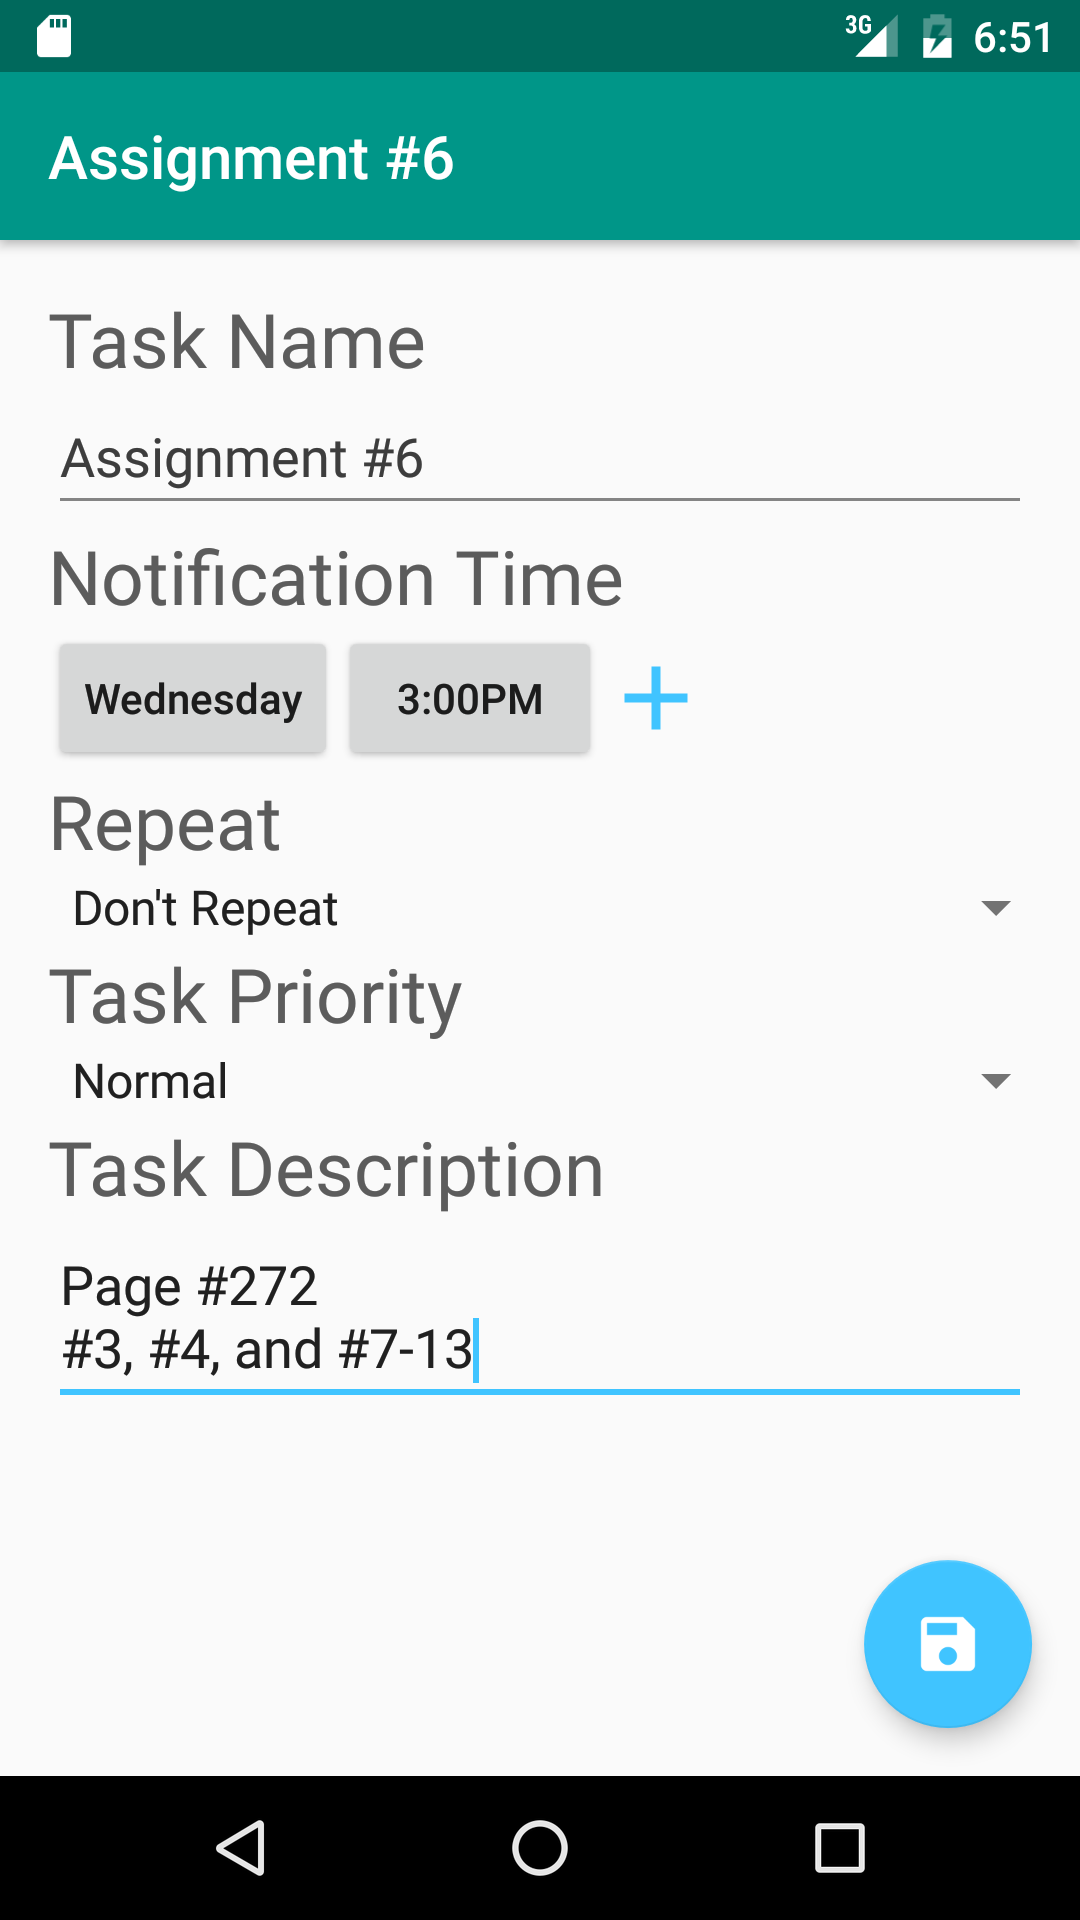 3G 6:51
Assignment #6
Task Name
Assignment #6
Notification Time
Wednesday 3:00PM
Repeat
Don't Repeat
Task Priority
Normal
Task Description
Page #272
#3, #4, and #7-13